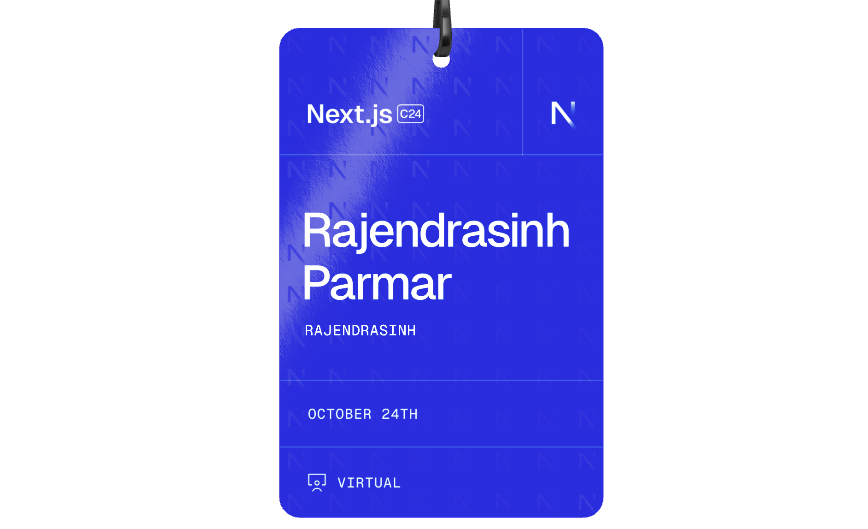 Next.js C24
N
Rajendrasinh
Parmar
RAJENDRASINH
OCTOBER 24TH
VIRTUAL